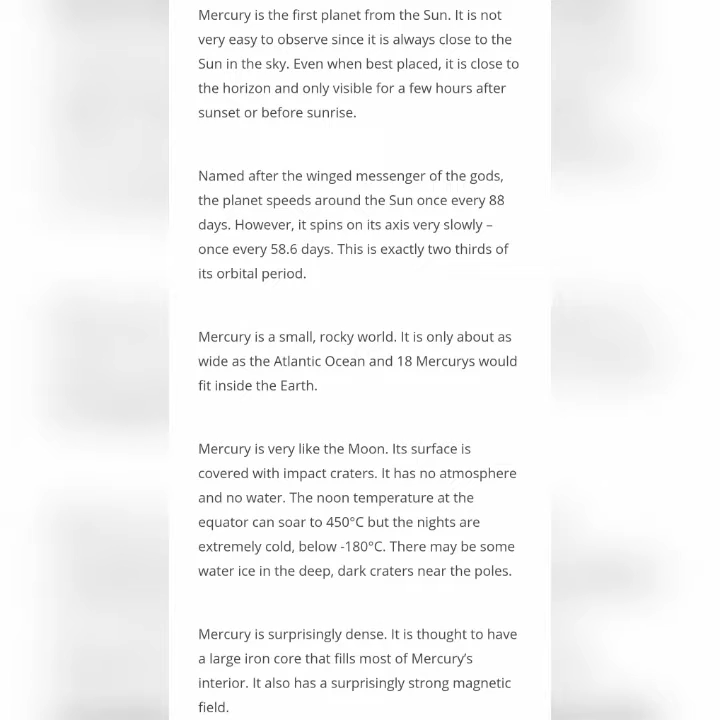 Mercury is the first planet from the Sun. It is not
very easy to observe since it is always close to the
Sun in the sky. Even when best placed, it is close to
the horizon and only visible for a few hours after
sunset or before sunrise.
Named after the winged messenger of the gods,
the planet speeds around the Sun once every 88
days. However, it spins on its axis very slowly –
once every 58.6 days. This is exactly two thirds of
its orbital period.
Mercury is a small, rocky world. It is only about as
wide as the Atlantic Ocean and 18 Mercurys would
fit inside the Earth.
Mercury is very like the Moon. Its surface is
covered with impact craters. It has no atmosphere
and no water. The noon temperature at the
equator can soar to 450°C but the nights are
extremely cold, below -180°C. There may be some
water ice in the deep, dark craters near the poles.
Mercury is surprisingly dense. It is thought to have
a large iron core that fills most of Mercury’s
interior. It also has a surprisingly strong magnetic
field.